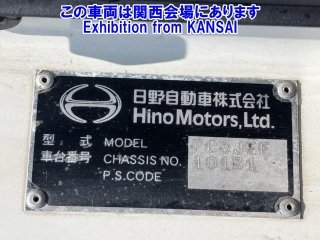 この車両は関西会場にあります
Exhibition from KANSAI
日野自動車株式会社
Hino Motors, Ltd.
型式 MODEL
車台番号 CHASSIS NO. 10181
P.S.CODE